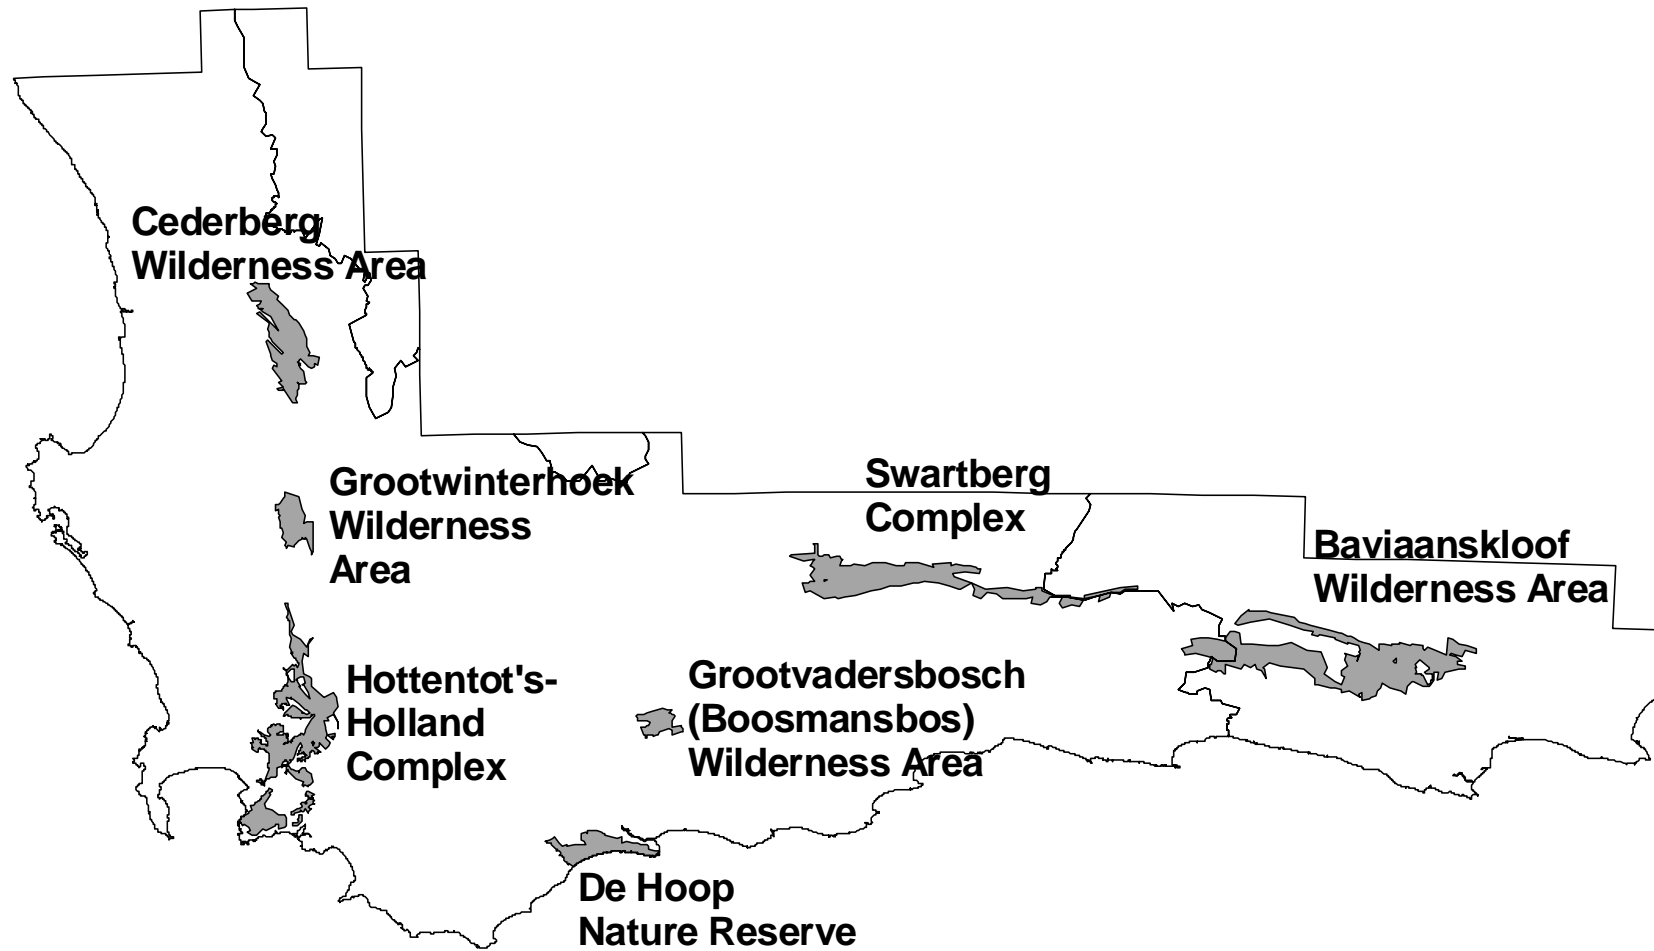 Cederberg
Wilderness Area
Grootwinterhoek
Wilderness
Area
Swartberg
Complex
Baviaanskloof
Wilderness Area
Hottentot's-
Holland
Complex
Grootvadersbosch
(Boosmansbos)
Wilderness Area
De Hoop
Nature Reserve